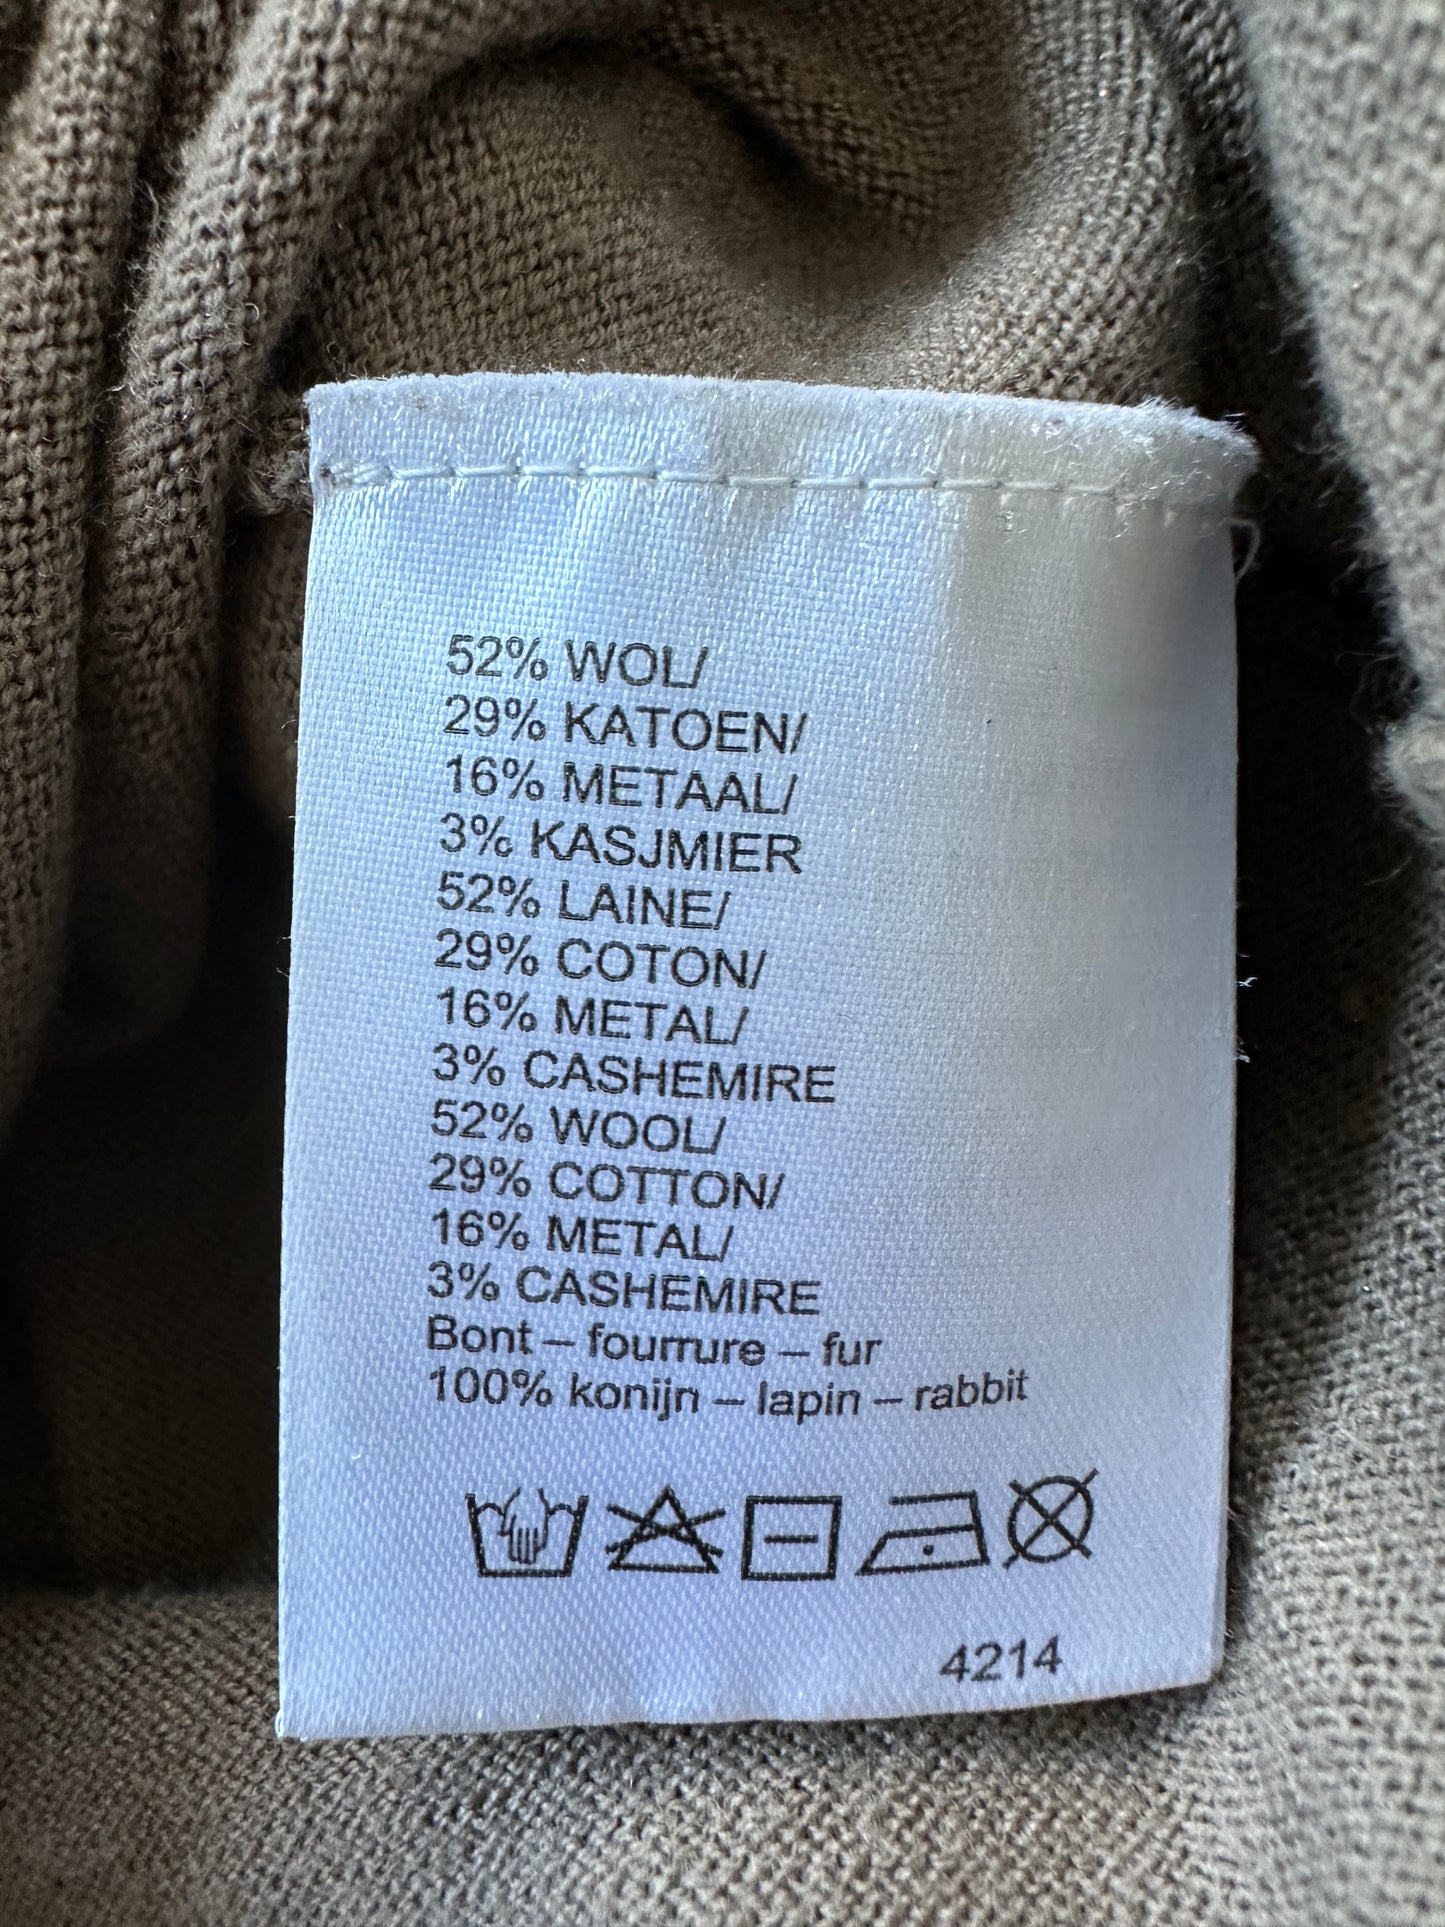 52% WOL/
29% KATOEN/
16% METAAL/
3% KASJMIER
52% LAINE/
29% COTON/
16% METAL/
3% CASHEMIRE
52% WOOL/
29% COTTON/
16% METAL/
3% CASHEMIRE
Bont – fourrure – fur
100% konijn – lapin – rabbit
4214